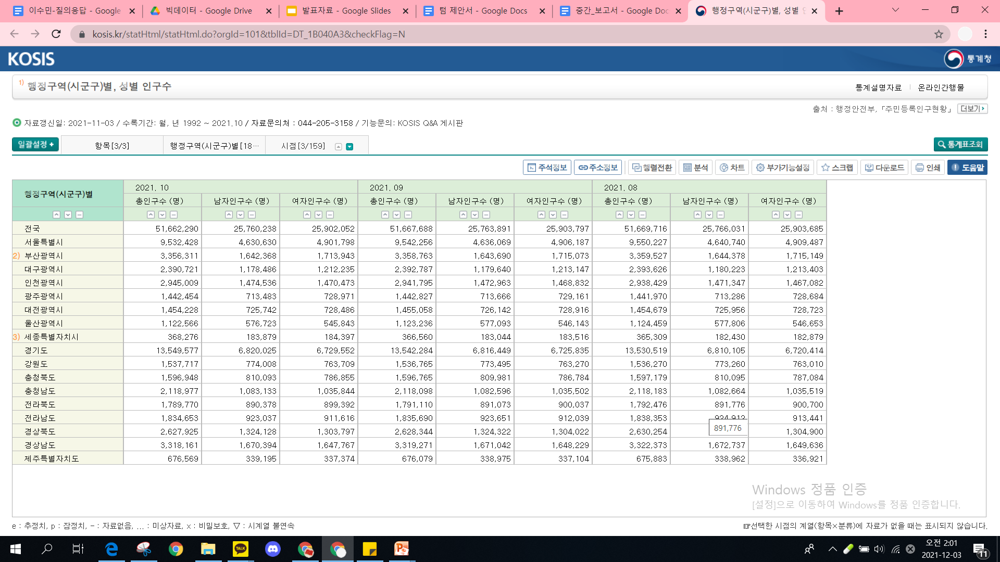 이수민-질의응답 - Google
빅데이터 - Google Drive
발표자료 - Google Slides
텀 제안서 - Google Docs
중간_보고서 - Google Doc
행정구역(시군구)별, 성별 인
kosis.kr/statHtml/statHtml.do?orgId=101&tblId=DT_1B040A3&checkFlag=N
KOSIS
통계청
1) 행정구역(시군구)별, 성별 인구수
통계설명자료 온라인간행물
출처 : 행정안전부, 「주민등록인구현황」 더보기
자료갱신일: 2021-11-03 / 수록기간: 월, 년 1992 ~ 2021.10 / 자료문의처 : 044-205-3158 / 기능문의: KOSIS Q&A 게시판
일괄설정 + 항목[3/3] 행정구역(시군구)별[18··· 시점[3/159] 통계표조회
주석정보 주소정보 행렬전환 분석 차트 부가기능설정 스크랩 다운로드 인쇄 도움말
행정구역(시군구)별 2021. 10 2021. 09 2021. 08
총인구수 (명) 남자인구수 (명) 여자인구수 (명) 총인구수 (명) 남자인구수 (명) 여자인구수 (명) 총인구수 (명) 남자인구수 (명) 여자인구수 (명)
전국 51,662,290 25,760,238 25,902,052 51,667,688 25,763,891 25,903,797 51,669,716 25,766,031 25,903,685
서울특별시 9,532,428 4,630,630 4,901,798 9,542,256 4,636,069 4,906,187 9,550,227 4,640,740 4,909,487
2) 부산광역시 3,356,311 1,642,368 1,713,943 3,358,763 1,643,690 1,715,073 3,359,527 1,644,378 1,715,149
대구광역시 2,390,721 1,178,486 1,212,235 2,392,787 1,179,640 1,213,147 2,393,626 1,180,223 1,213,403
인천광역시 2,945,009 1,474,536 1,470,473 2,941,795 1,472,963 1,468,832 2,938,429 1,471,347 1,467,082
광주광역시 1,442,454 713,483 728,971 1,442,827 713,666 729,161 1,441,970 713,286 728,684
대전광역시 1,454,228 725,742 728,486 1,455,058 726,142 728,916 1,454,679 725,956 728,723
울산광역시 1,122,566 576,723 545,843 1,123,236 577,093 546,143 1,124,459 577,806 546,653
3) 세종특별자치시 368,276 183,879 184,397 366,560 183,044 183,516 365,309 182,430 182,879
경기도 13,549,577 6,820,025 6,729,552 13,542,284 6,816,449 6,725,835 13,530,519 6,810,105 6,720,414
강원도 1,537,717 774,008 763,709 1,536,765 773,495 763,270 1,536,270 773,260 763,010
충청북도 1,596,948 810,093 786,855 1,596,765 809,981 786,784 1,597,179 810,095 787,084
충청남도 2,118,977 1,083,133 1,035,844 2,118,098 1,082,596 1,035,502 2,118,183 1,082,664 1,035,519
전라북도 1,789,770 890,378 899,392 1,791,110 891,073 900,037 1,792,476 891,776 900,700
전라남도 1,834,653 923,037 911,616 1,835,690 923,651 912,039 1,838,353 924,912 913,441
891,776
경상북도 2,627,925 1,324,128 1,303,797 2,628,344 1,324,322 1,304,022 2,630,254 1,304,900
경상남도 3,318,161 1,670,394 1,647,767 3,319,271 1,671,042 1,648,229 3,322,373 1,672,737 1,649,636
제주특별자치도 676,569 339,195 337,374 676,079 338,975 337,104 675,883 338,962 336,921
Windows 정품 인증
[설정]으로 이동하여 Windows를 정품 인증합니다.
e : 추정치, p : 잠정치, - : 자료없음, ... : 미상자료, x : 비밀보호, ▽ : 시계열 불연속
☞선택한 시점의 계열(항목×분류)에 자료가 없을 때는 표시되지 않습니다.
TALK
오전 2:01
2021-12-03
11